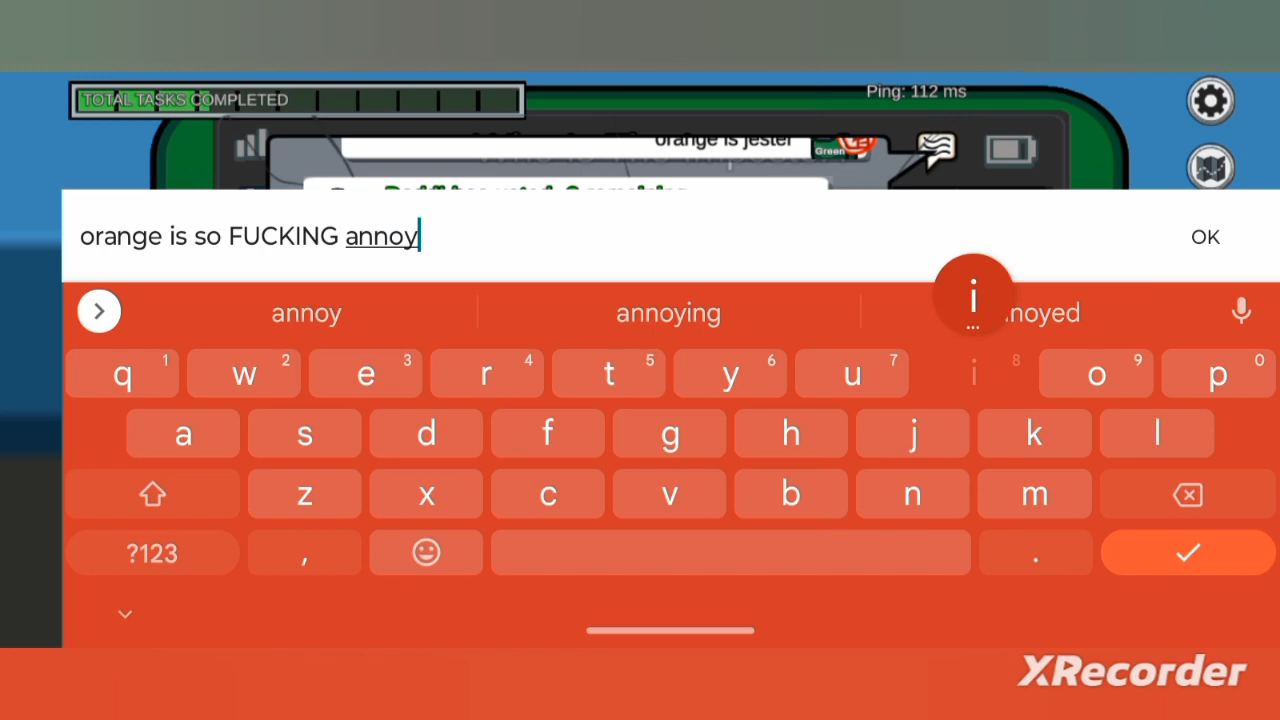 TOTAL TASKS COMPLETED
Ping: 112 ms
orange is jester
Green
orange is so FUCKING annoy
OK
annoy annoying
i
q 1 w 2 e 3 r 4 t 5 y 6 u 7 i 8 o 9 p 0
a s d f g h j k l
z x c v b n m
?123 , .
XRecorder